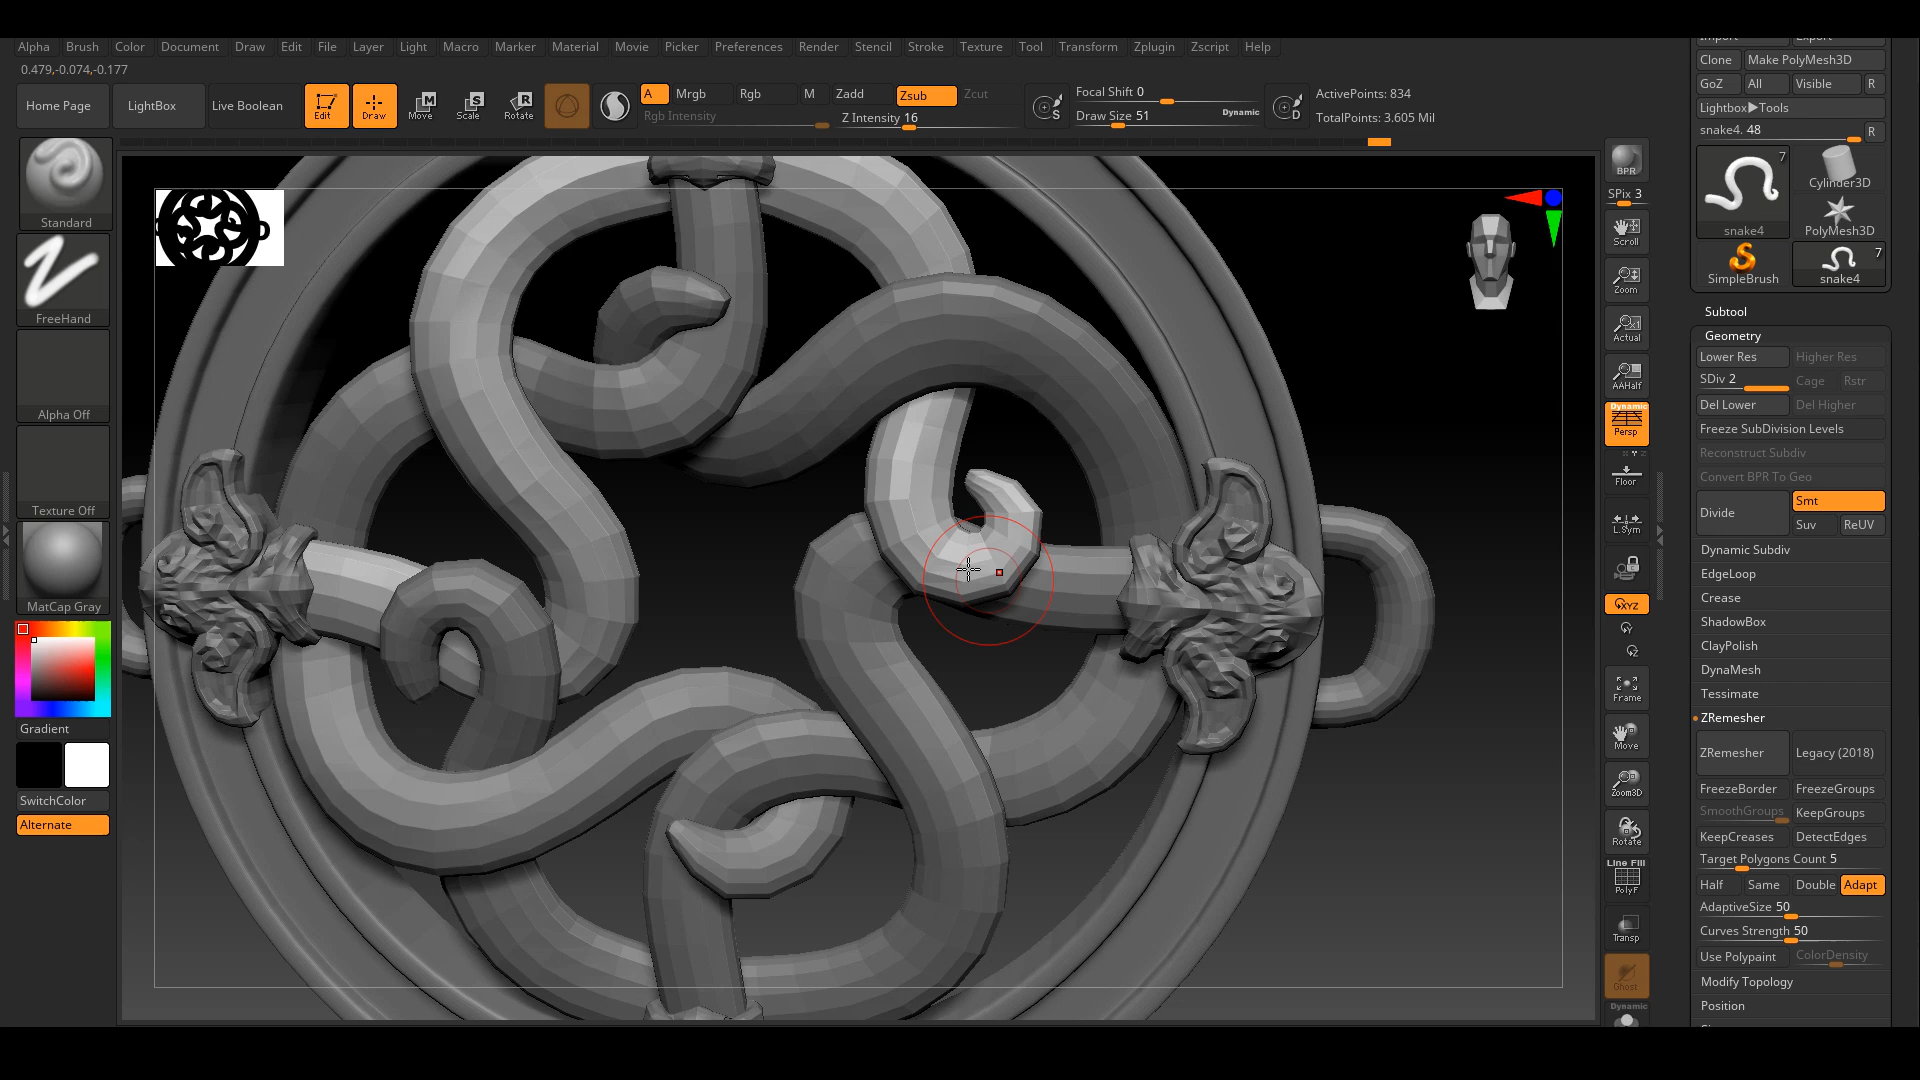 Alpha Brush Color Document Draw Edit File Layer Light Macro Marker Material Movie Picker Preferences Render Stencil Stroke Texture Tool Transform Zplugin Zscript Help
0.479,-0.074,-0.177
Home Page LightBox Live Boolean Edit Draw Move Scale Rotate
A Mrgb Rgb M Zadd Zsub Zcut
Rgb Intensity Z Intensity 16
Focal Shift 0
Draw Size 51 Dynamic
S
D
ActivePoints: 834
TotalPoints: 3.605 Mil
Standard
FreeHand
Alpha Off
Texture Off
MatCap Gray
Gradient
SwitchColor
Alternate
BPR
SPix 3
Scroll
Zoom
Actual
AAHalf
Dynamic
Persp
Floor
L.Sym
XYZ
Y
Z
Frame
Move
Zoom3D
Rotate
Line Fill
PolyF
Transp
Ghost
Dynamic
Import Export
Clone Make PolyMesh3D
GoZ All Visible R
Lightbox▶Tools
snake4. 48 R
7
snake4
Cylinder3D
PolyMesh3D
SimpleBrush
7
snake4
Subtool
Geometry
Lower Res Higher Res
SDiv 2 Cage Rstr
Del Lower Del Higher
Freeze SubDivision Levels
Reconstruct Subdiv
Convert BPR To Geo
Divide Smt
Suv ReUV
Dynamic Subdiv
EdgeLoop
Crease
ShadowBox
ClayPolish
DynaMesh
Tessimate
ZRemesher
ZRemesher Legacy (2018)
FreezeBorder FreezeGroups
SmoothGroups KeepGroups
KeepCreases DetectEdges
Target Polygons Count 5
Half Same Double Adapt
AdaptiveSize 50
Curves Strength 50
Use Polypaint ColorDensity
Modify Topology
Position